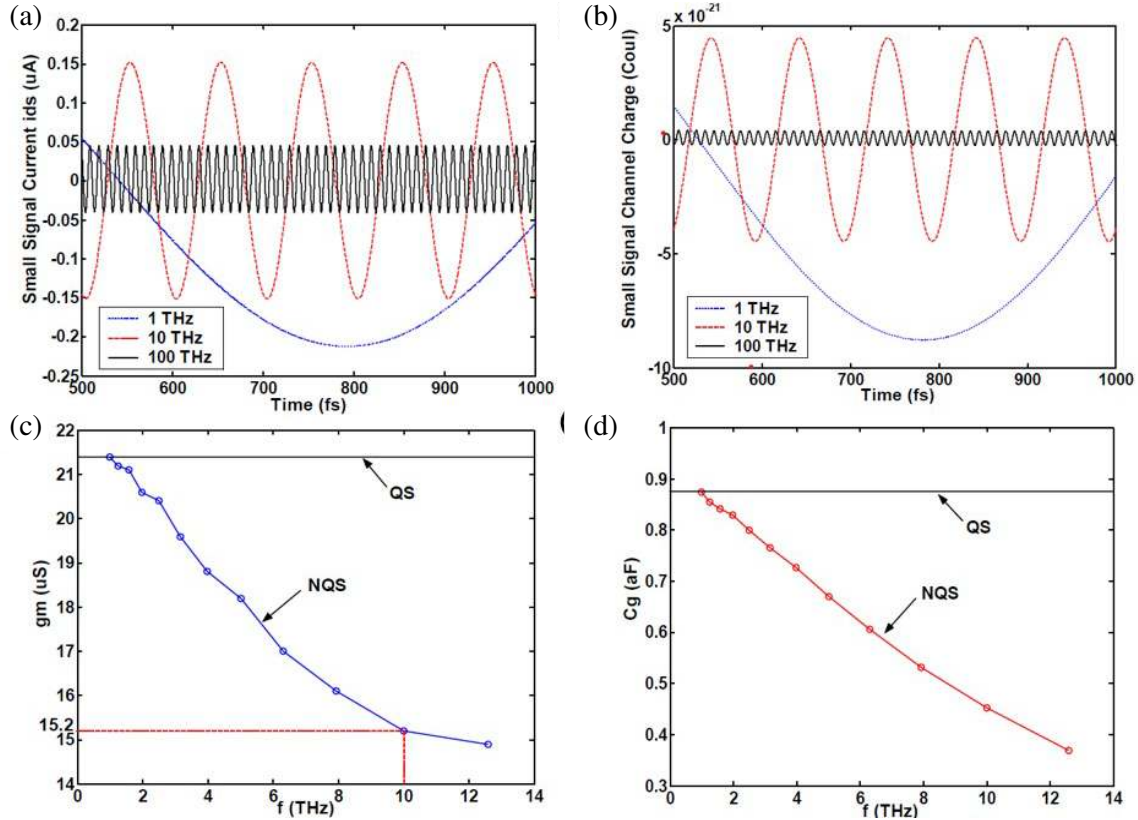 (a)
0.2
0.15
0.1
0.05
0
-0.05
-0.1
-0.15
-0.2
-0.25
Small Signal Current ids (uA)
1 THz
10 THz
100 THz
500 600 700 800 900 1000
Time (fs)
(b)
5 x 10^-21
0
-5
-10
Small Signal Channel Charge (Coul)
1 THz
10 THz
100 THz
500 600 700 800 900 1000
Time (fs)
(c)
22
21
20
19
18
17
16
15.2
15
14
gm (uS)
QS
NQS
0 2 4 6 8 10 12 14
f (THz)
(d)
1
0.9
0.8
0.7
0.6
0.5
0.4
0.3
Cg (aF)
QS
NQS
0 2 4 6 8 10 12 14
f (THz)